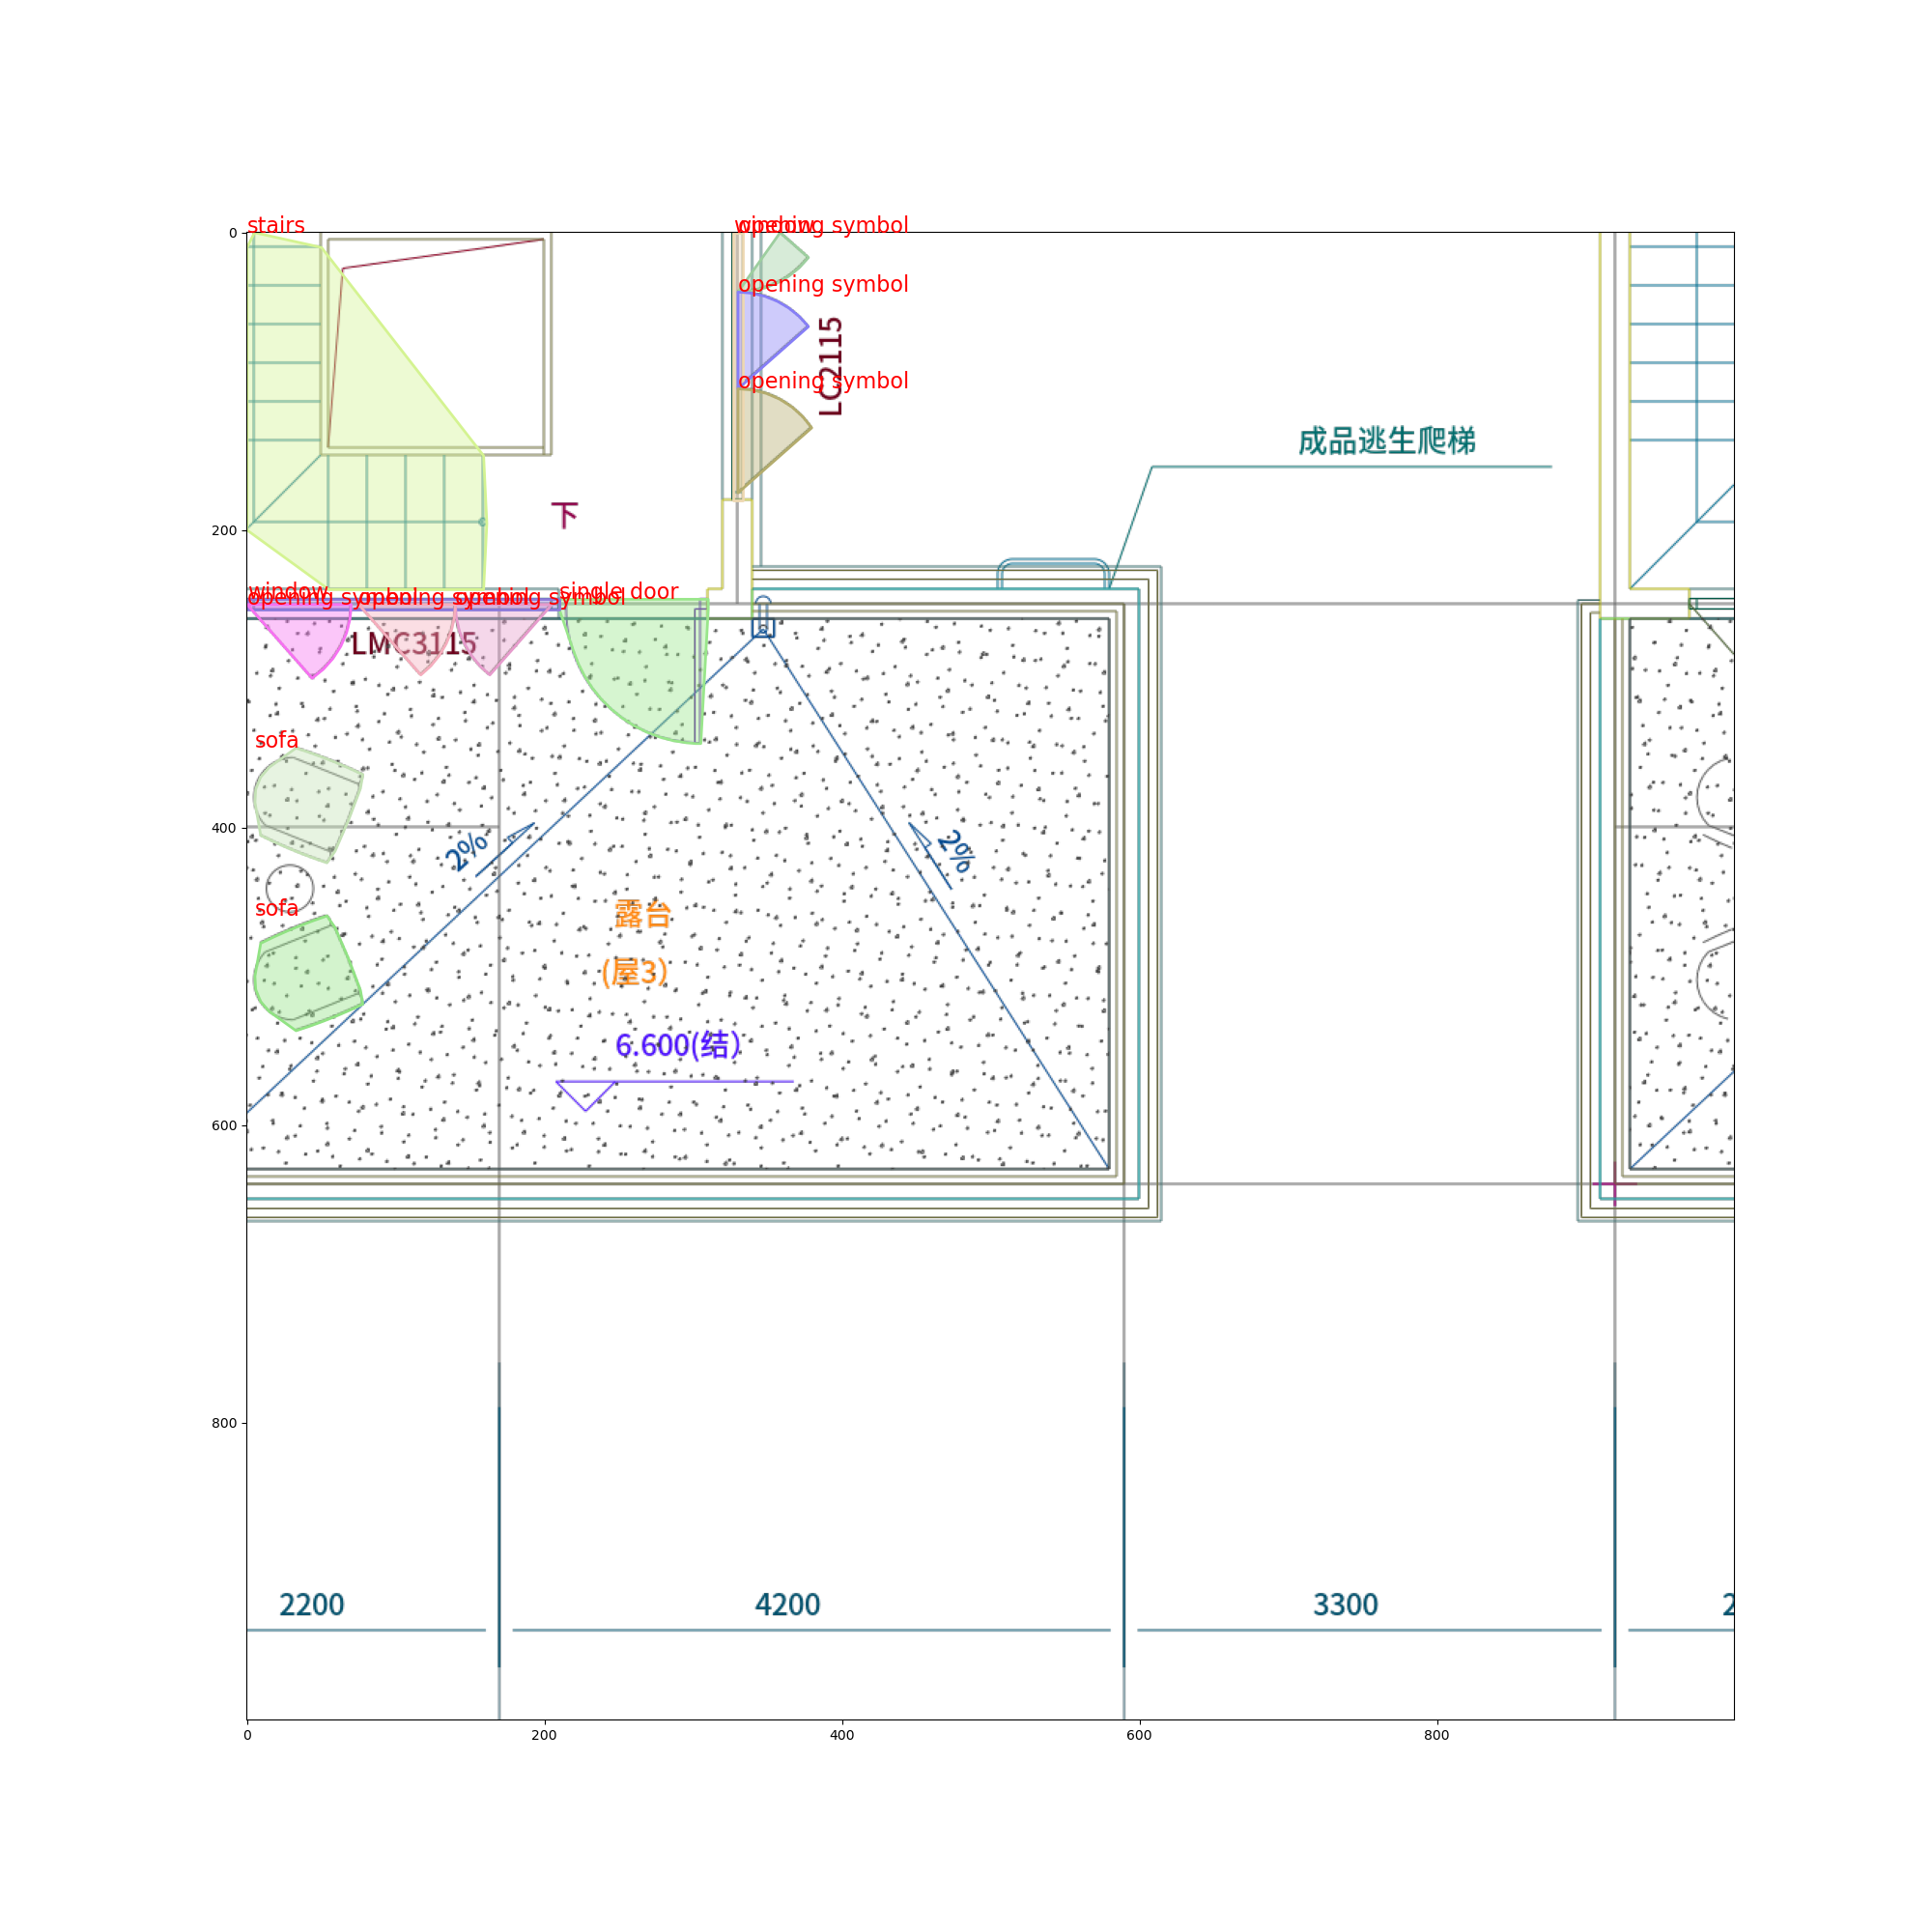 stairs
window
opening symbol
0
opening symbol
LC2115
opening symbol
成品逃生爬梯
下
200
window
opening symbol
opening symbol
opening symbol
single door
LMC3115
sofa
400
2%
2%
sofa
露台
(屋3)
6.600(结)
600
800
2200
4200
3300
2
0
200
400
600
800